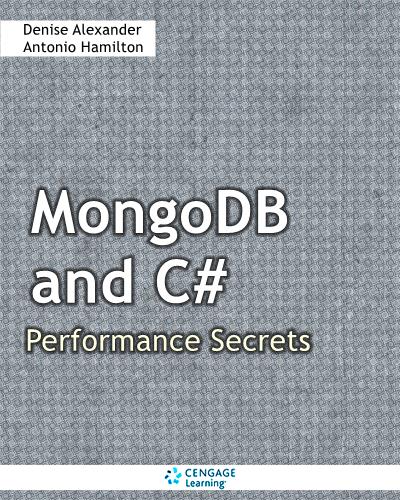 Denise Alexander
Antonio Hamilton
MongoDB
and C#
Performance Secrets
CENGAGE
Learning